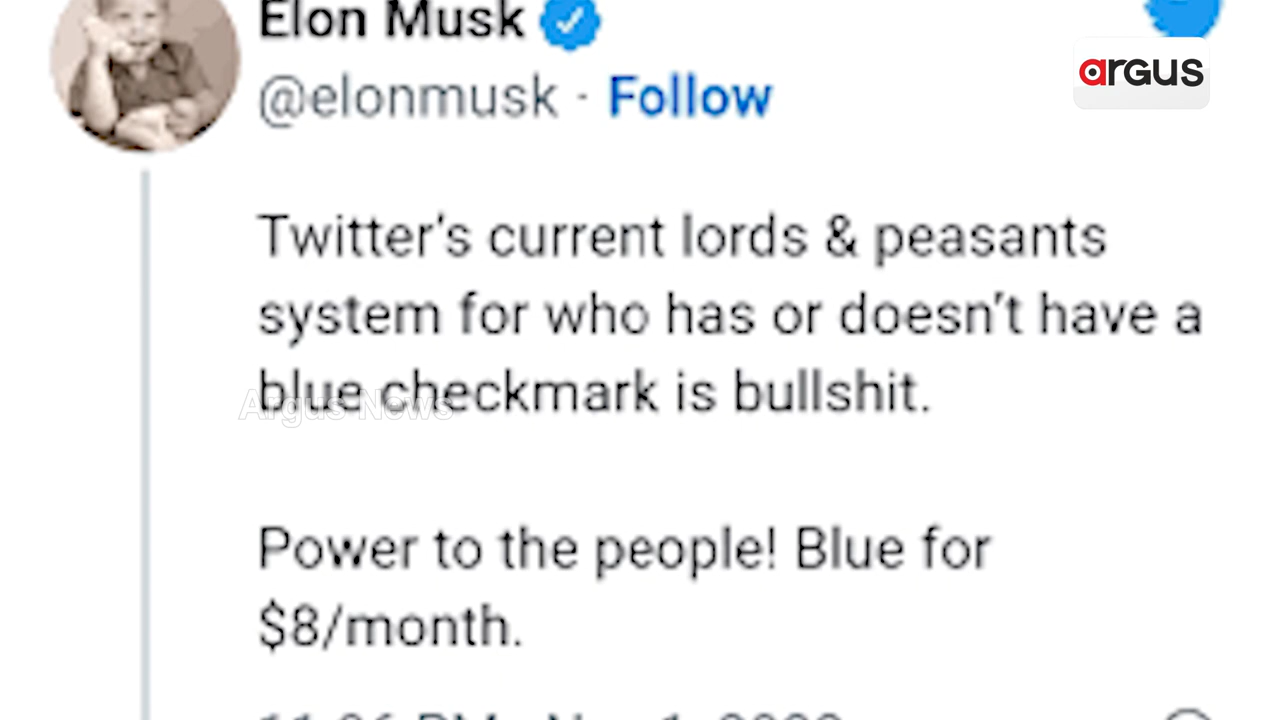 Elon Musk
argus
@elonmusk · Follow
Twitter's current lords & peasants
system for who has or doesn't have a
blue checkmark is bullshit.
Argus News
Power to the people! Blue for
$8/month.